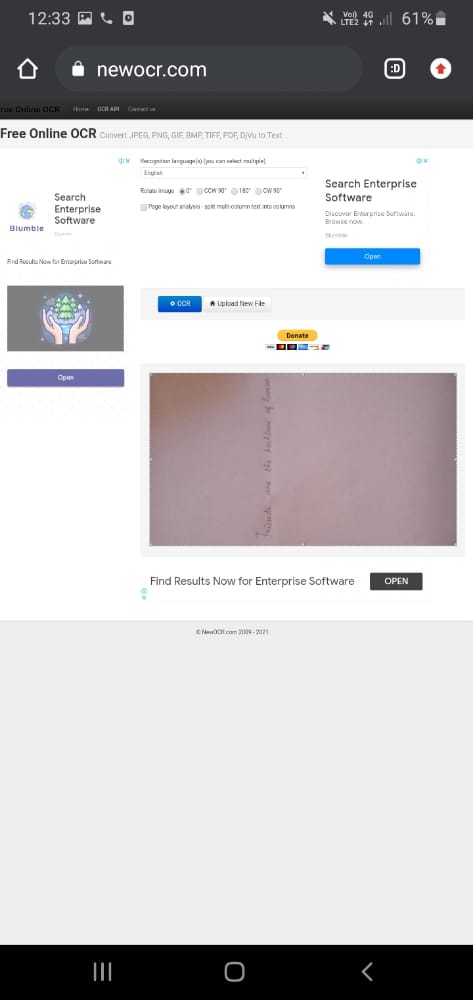 12:33
Vo)) 4G
LTE2
61%
newocr.com
:D
ree Online OCR Home OCR API Contact us
Free Online OCR Convert JPEG, PNG, GIF, BMP, TIFF, PDF, DjVu to Text
Recognition language(s) (you can select multiple)
English
Rotate image 0° CCW 90° 180° CW 90°
Page layout analysis - split multi-column text into columns
Search
Enterprise
Software
Blumble
Blumble
Find Results Now for Enterprise Software
Open
Search Enterprise
Software
Discover Enterprise Software.
Browse now.
Blumble
Open
OCR Upload New File
Donate
VISA
Friends are the backbone of human
Find Results Now for Enterprise Software OPEN
© NewOCR.com 2009 - 2021